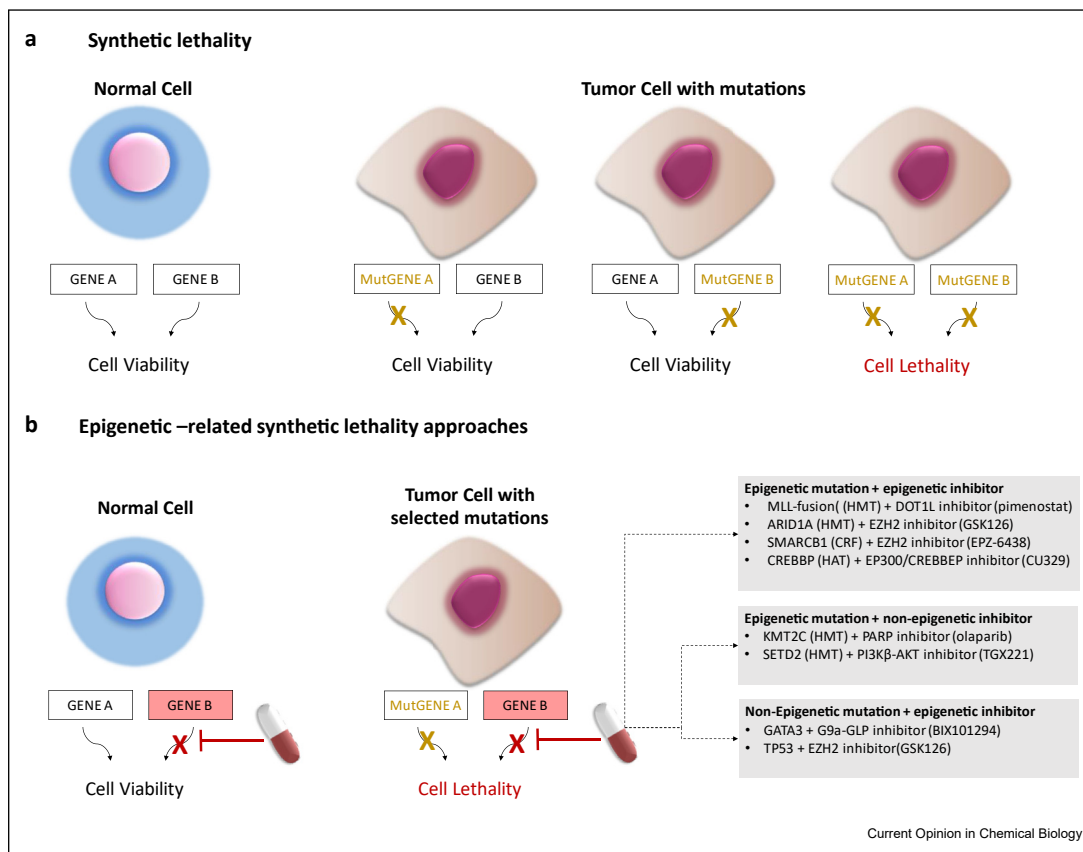 a Synthetic lethality
Normal Cell
Tumor Cell with mutations
GENE A GENE B
MutGENE A GENE B
GENE A MutGENE B
MutGENE A MutGENE B
X
X
X X
Cell Viability
Cell Viability
Cell Viability
Cell Lethality
b Epigenetic –related synthetic lethality approaches
Normal Cell
Tumor Cell with
selected mutations
GENE A GENE B
X
Cell Viability
MutGENE A GENE B
X X
Cell Lethality
Epigenetic mutation + epigenetic inhibitor
• MLL-fusion( (HMT) + DOT1L inhibitor (pimenostat)
• ARID1A (HMT) + EZH2 inhibitor (GSK126)
• SMARCB1 (CRF) + EZH2 inhibitor (EPZ-6438)
• CREBBP (HAT) + EP300/CREBBEP inhibitor (CU329)
Epigenetic mutation + non-epigenetic inhibitor
• KMT2C (HMT) + PARP inhibitor (olaparib)
• SETD2 (HMT) + PI3Kβ-AKT inhibitor (TGX221)
Non-Epigenetic mutation + epigenetic inhibitor
• GATA3 + G9a-GLP inhibitor (BIX101294)
• TP53 + EZH2 inhibitor(GSK126)
Current Opinion in Chemical Biology